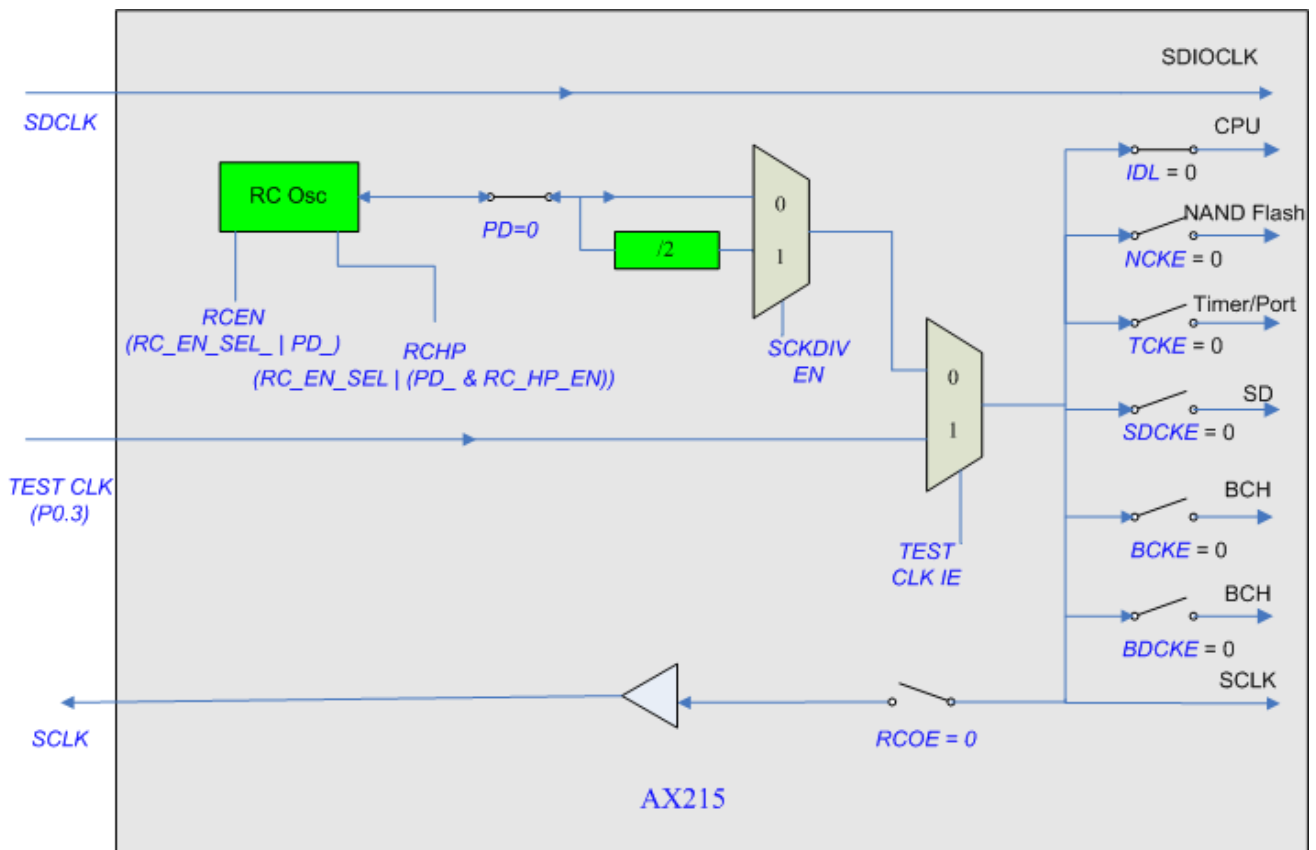 SDIOCLK
SDCLK
CPU
IDL = 0
RC Osc
PD=0
0
1
/2
NAND Flash
NCKE = 0
RCEN
(RC_EN_SEL_ | PD_)
RCHP
(RC_EN_SEL | (PD_ & RC_HP_EN))
SCKDIV
EN
Timer/Port
TCKE = 0
0
1
SD
SDCKE = 0
TEST CLK
(P0.3)
BCH
BCKE = 0
TEST
CLK IE
BCH
BDCKE = 0
SCLK
SCLK
RCOE = 0
AX215